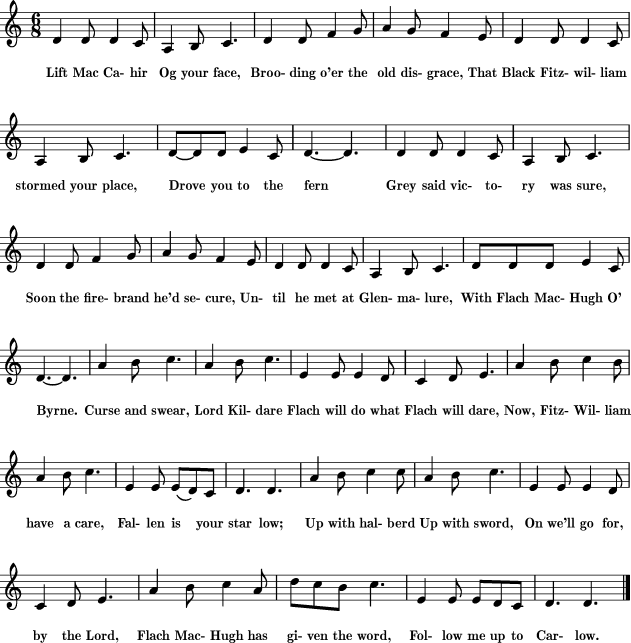 6 8
Lift Mac Ca- hir Og your face, Broo- ding o'er the old dis- grace, That Black Fitz- wil- liam
stormed your place, Drove you to the fern Grey said vic- to- ry was sure,
Soon the fire- brand he'd se- cure, Un- til he met at Glen- ma- lure, With Flach Mac- Hugh O'
Byrne. Curse and swear, Lord Kil- dare Flach will do what Flach will dare, Now, Fitz- Wil- liam
have a care, Fal- len is your star low; Up with hal- berd Up with sword, On we'll go for,
by the Lord, Flach Mac- Hugh has gi- ven the word, Fol- low me up to Car- low.